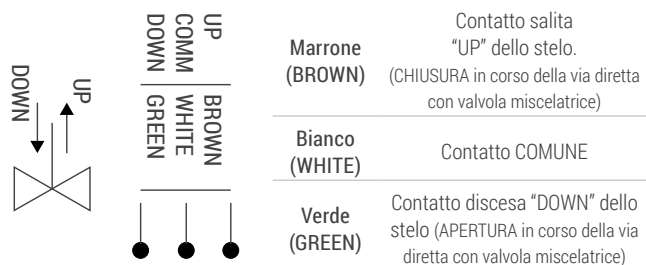 DOWN
UP
DOWN
COMM
UP
GREEN
WHITE
BROWN
Marrone
(BROWN)
Contatto salita
“UP” dello stelo.
(CHIUSURA in corso della via diretta
con valvola miscelatrice)
Bianco
(WHITE)
Contatto COMUNE
Verde
(GREEN)
Contatto discesa “DOWN” dello
stelo (APERTURA in corso della via
diretta con valvola miscelatrice)